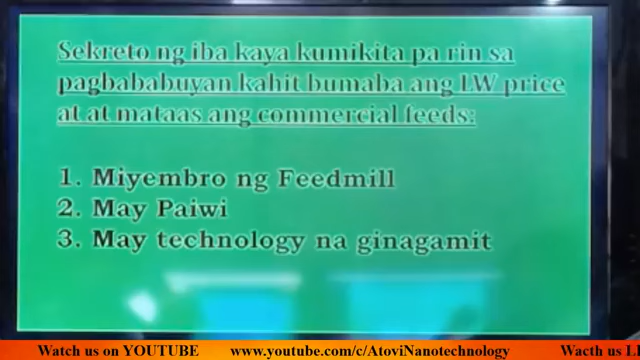 Sekreto ng iba kaya kumikita pa rin sa
pagbababuyan kahit bumaba ang LW price
at at mataas ang commercial feeds:
1. Miyembro ng Feedmill
2. May Paiwi
3. May technology na ginagamit
Watch us on YOUTUBE www.youtube.com/c/AtoviNanotechnology Wacth us